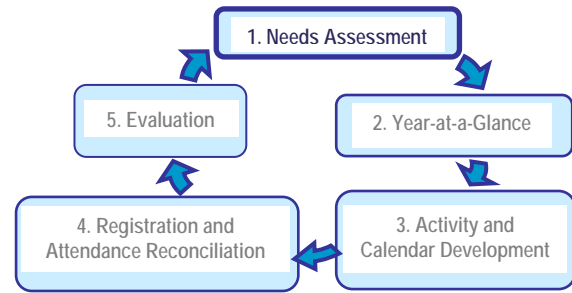 1. Needs Assessment
2. Year-at-a-Glance
3. Activity and
Calendar Development
4. Registration and
Attendance Reconciliation
5. Evaluation